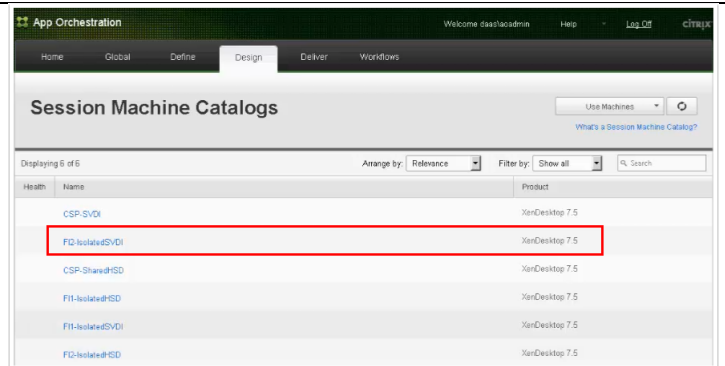 App Orchestration Welcome daas\aoadmin Help Log Off CITRIX
Home Global Define Design Deliver Workflows
Session Machine Catalogs
Use Machines
What's a Session Machine Catalog?
Displaying 6 of 6 Arrange by: Relevance Filter by: Show all Search
Health Name Product
CSP-SVDI XenDesktop 7.5
FI2-IsolatedSVDI XenDesktop 7.5
CSP-SharedHSD XenDesktop 7.5
FI1-IsolatedHSD XenDesktop 7.5
FI1-IsolatedSVDI XenDesktop 7.5
FI2-IsolatedHSD XenDesktop 7.5